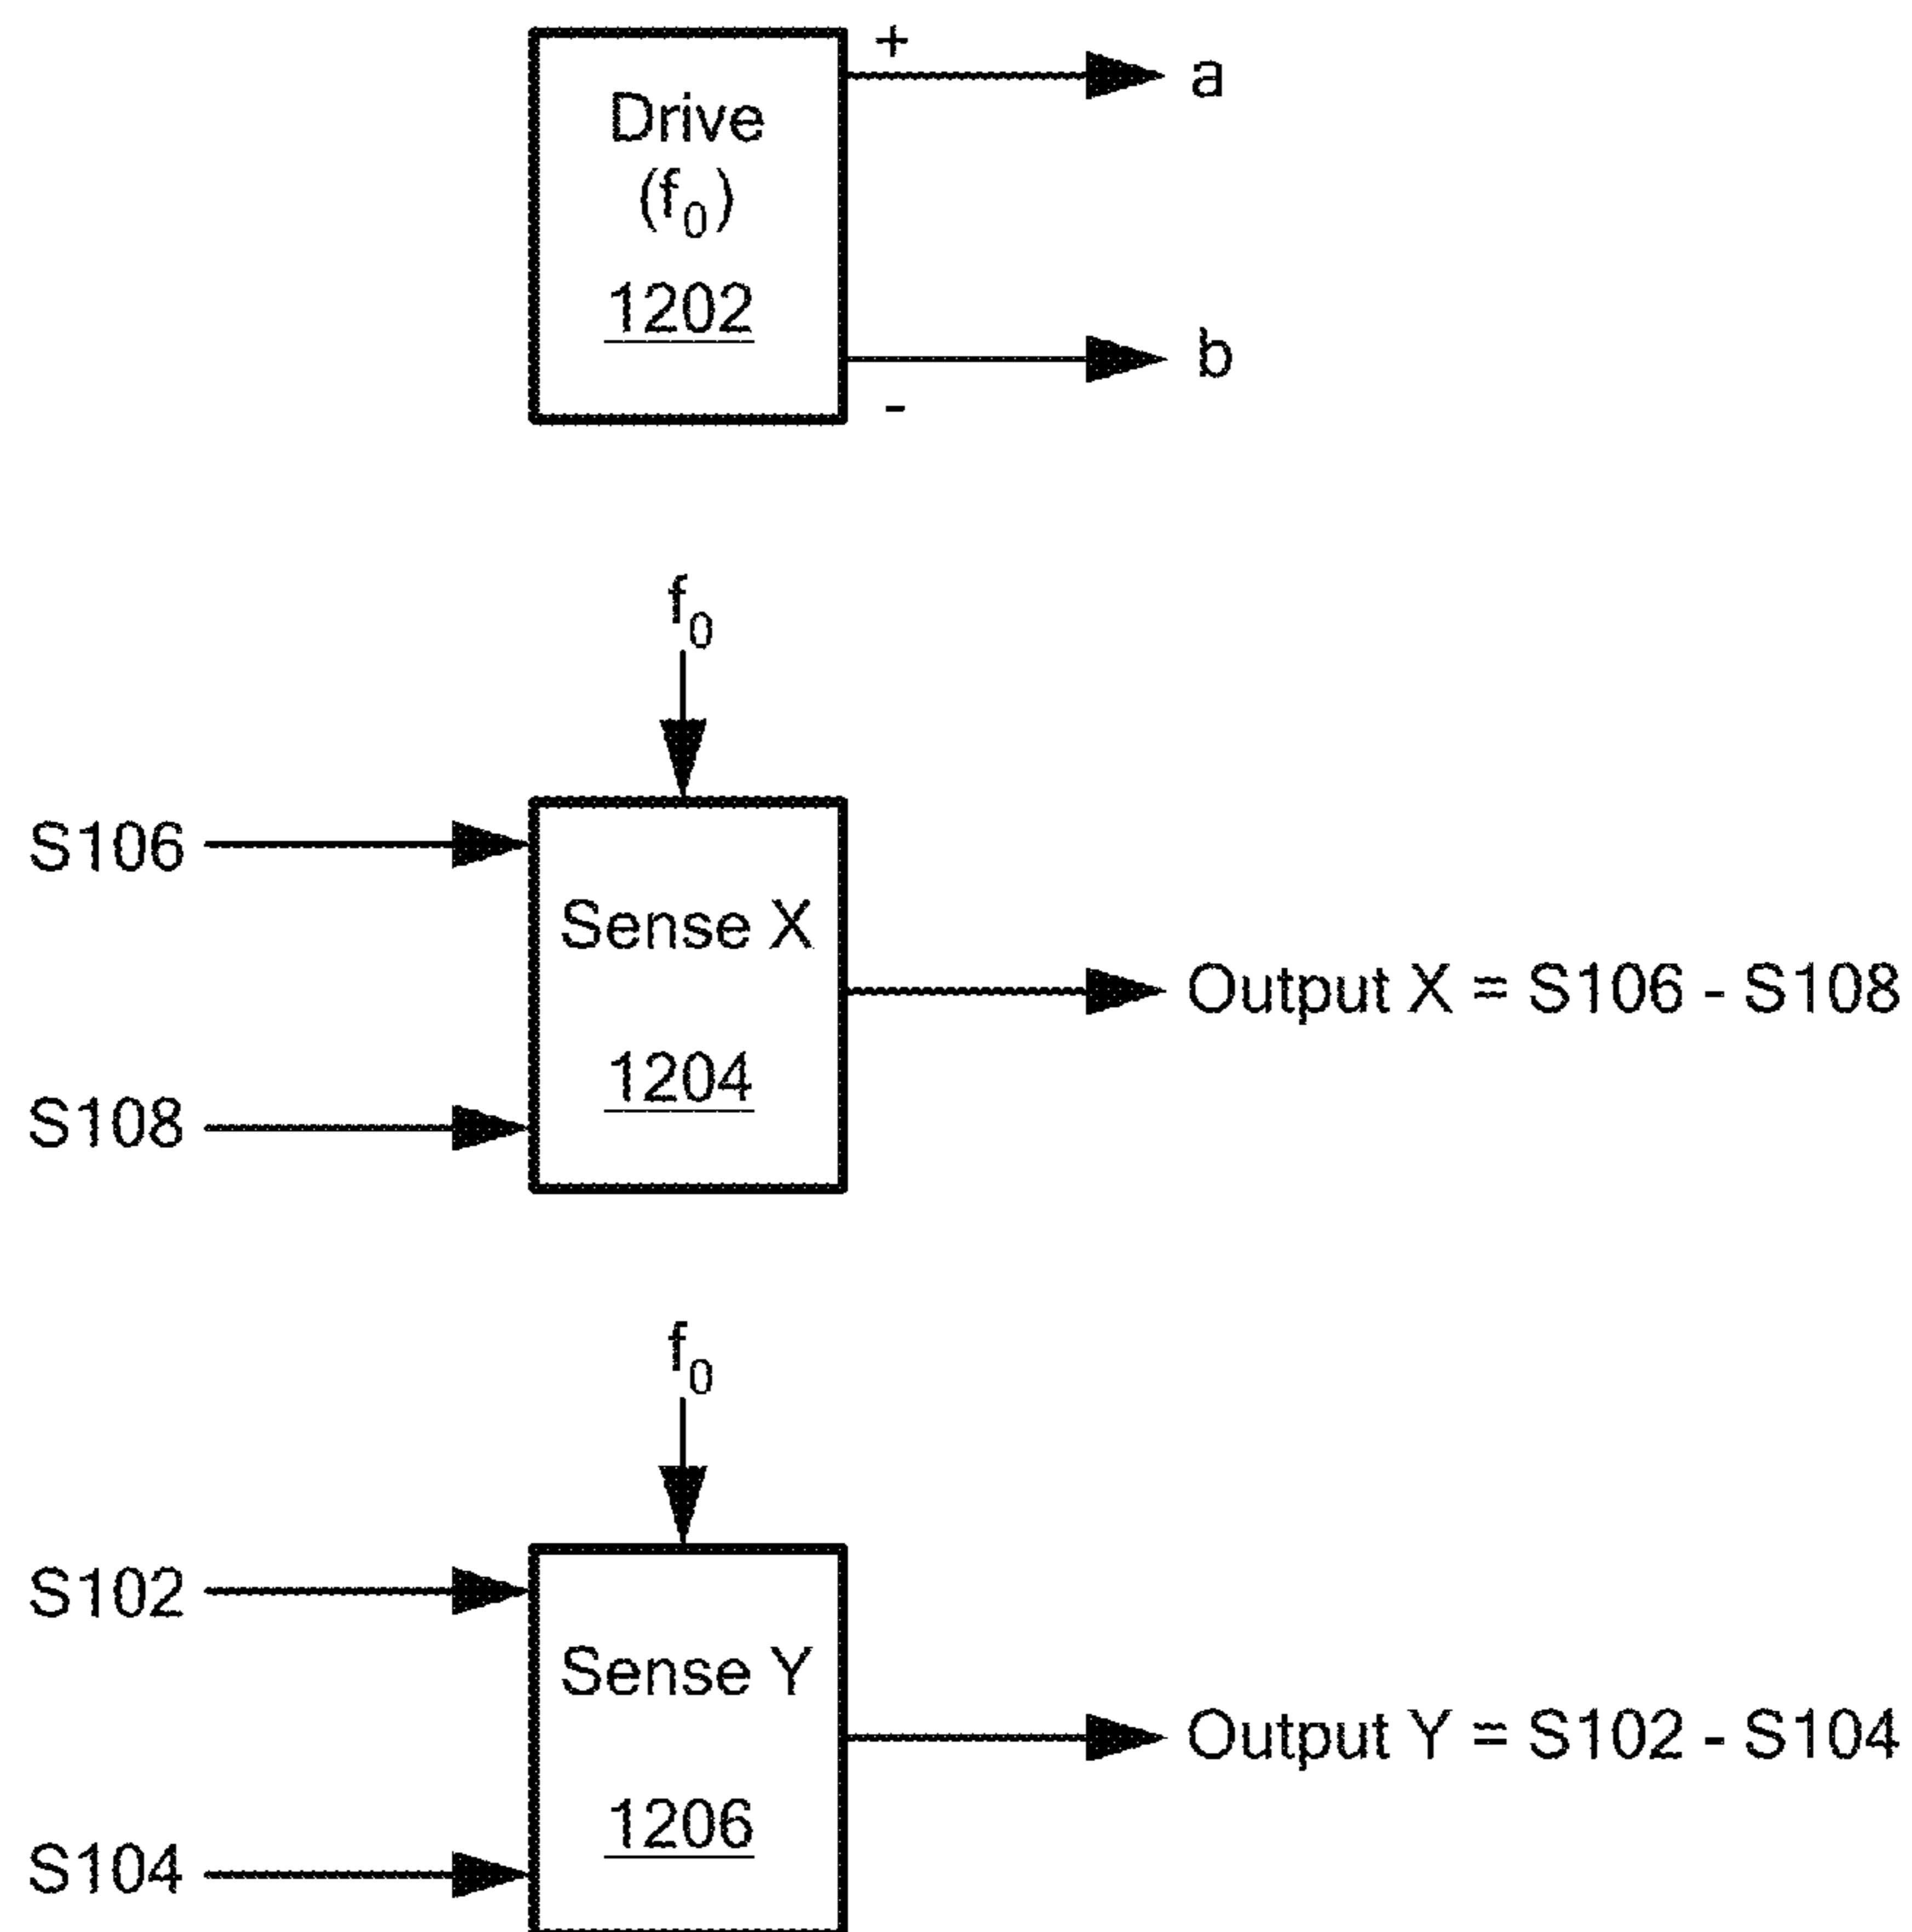 +
a
Drive
(f0)
1202
b
-
f0
S106
Sense X
Output X = S106 - S108
1204
S108
f0
S102
Sense Y
Output Y = S102 - S104
1206
S104